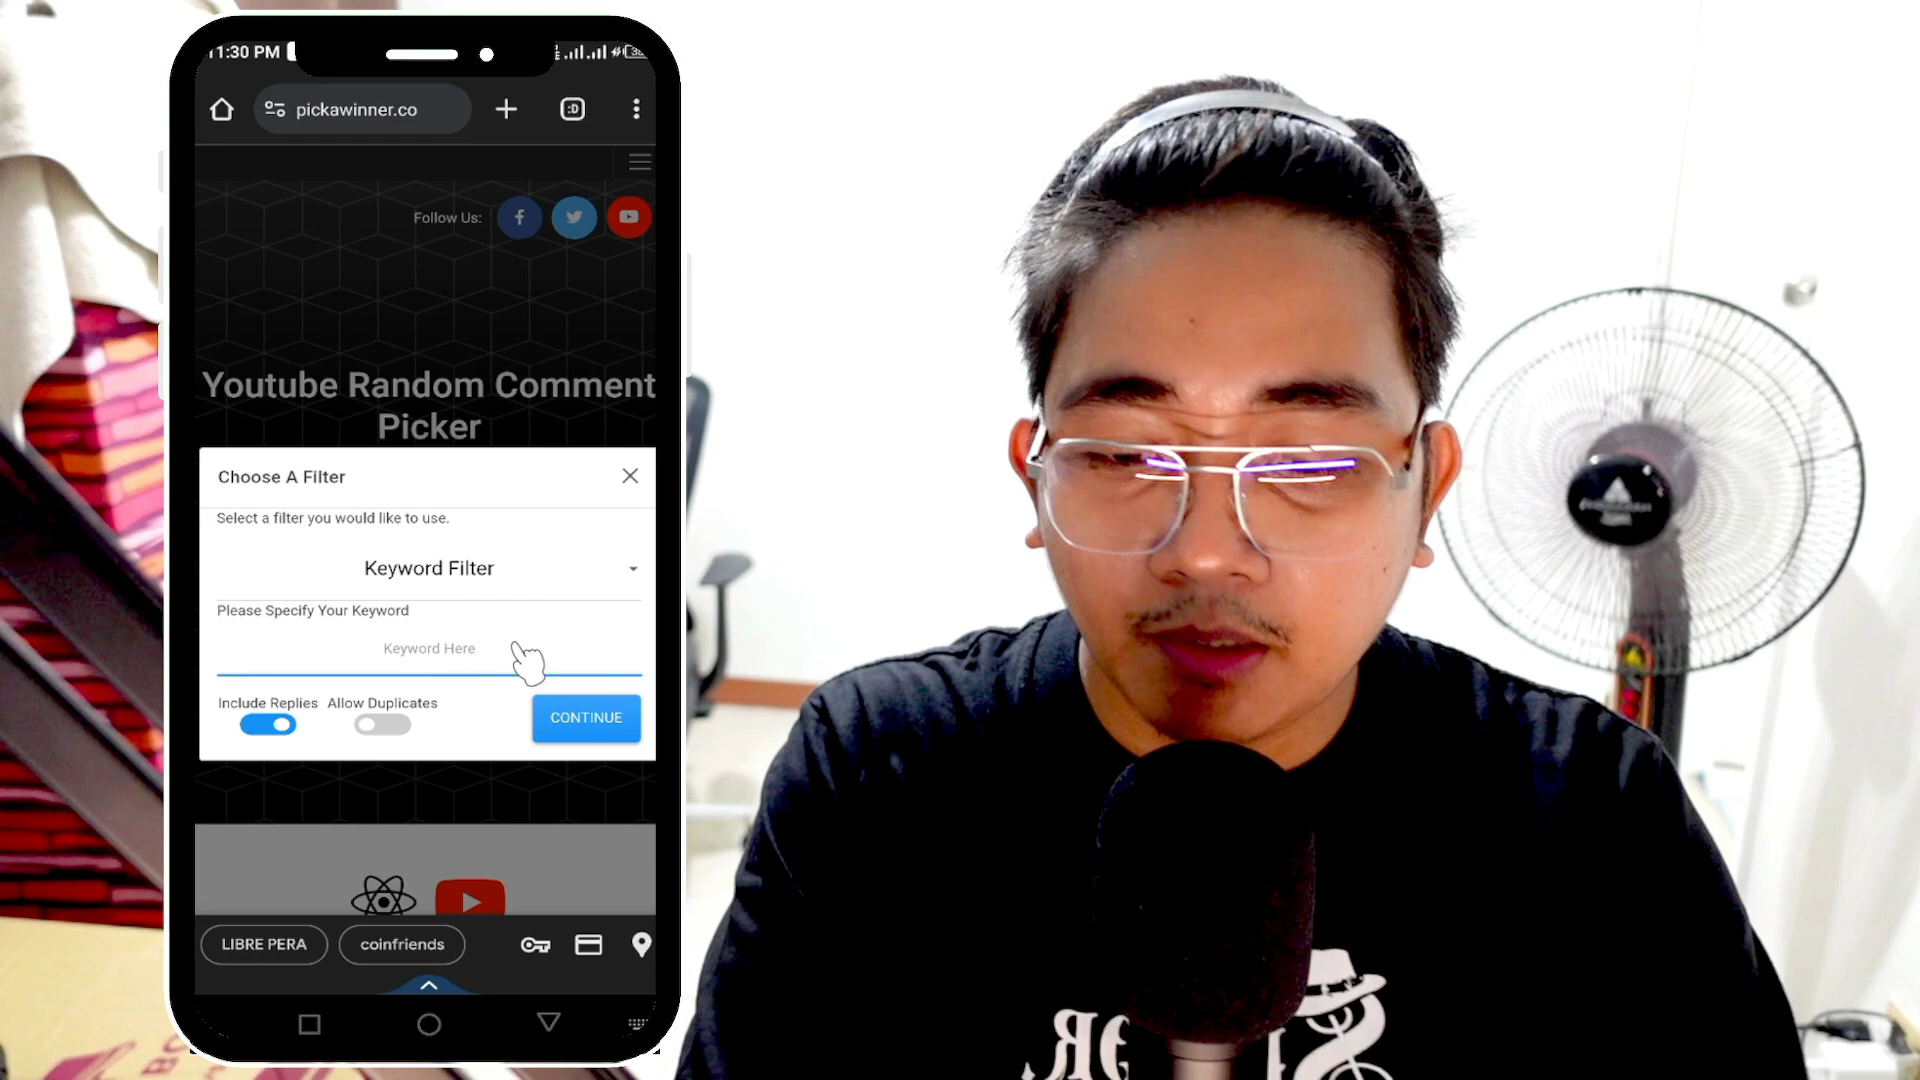 11:30 PM
pickawinner.co
:D
Follow Us:
Youtube Random Comment
Picker
Choose A Filter
Select a filter you would like to use.
Keyword Filter
Please Specify Your Keyword
Keyword Here
Include Replies Allow Duplicates
CONTINUE
LIBRE PERA
coinfriends